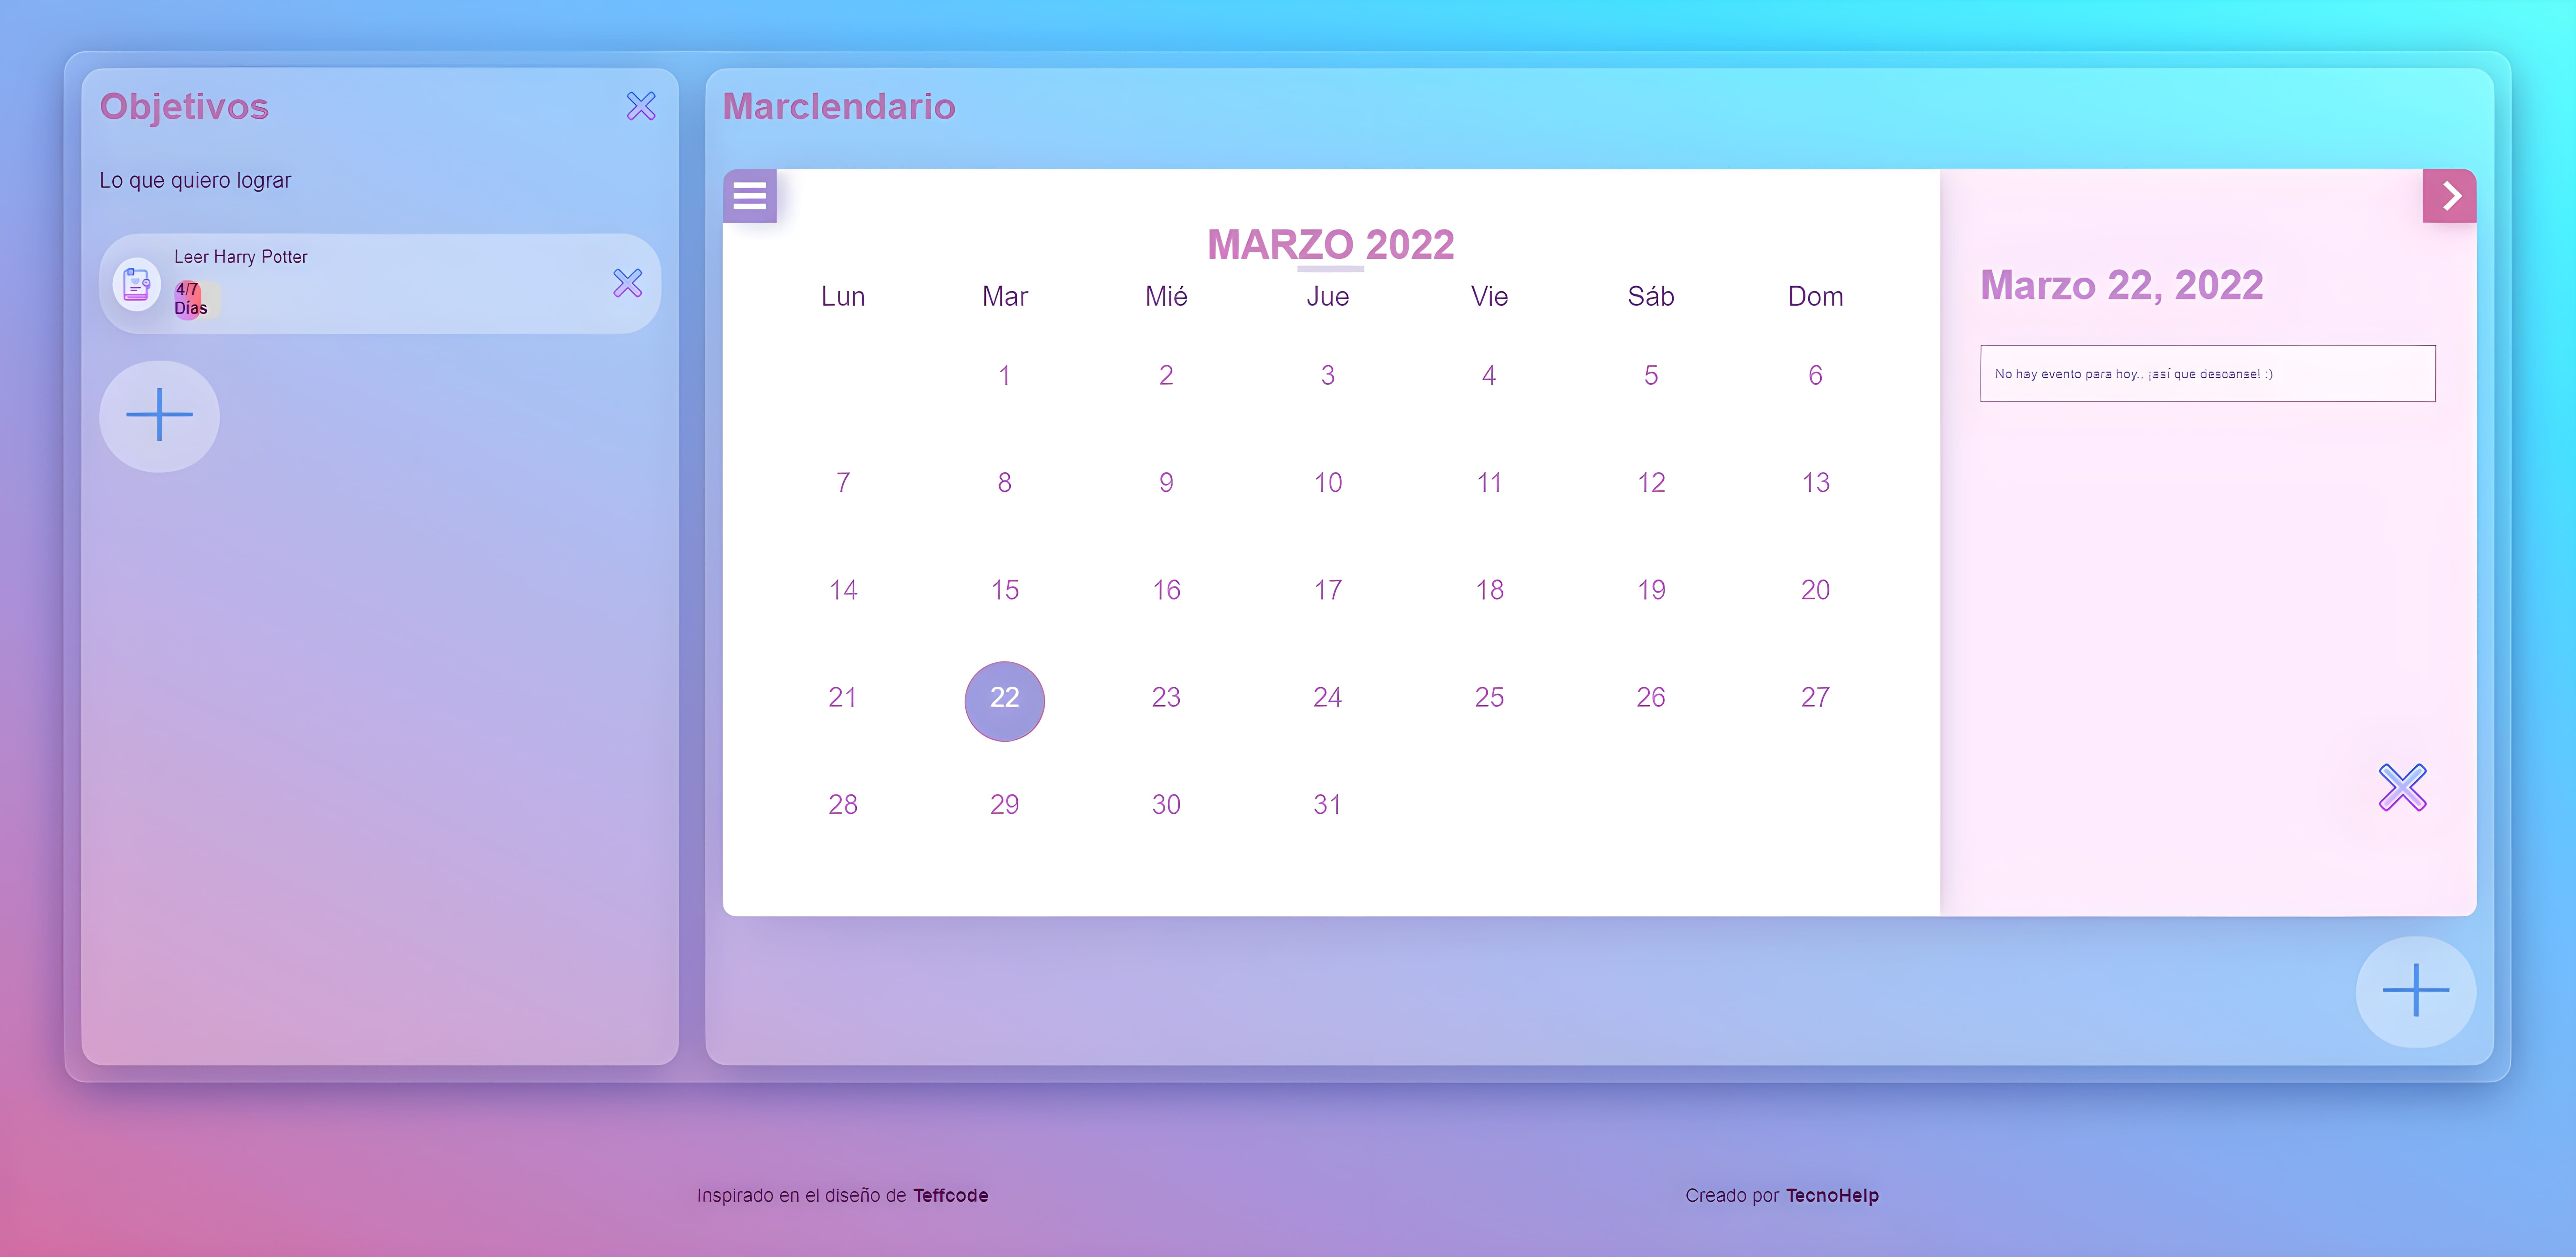 Objetivos
Lo que quiero lograr
Leer Harry Potter
4/7
Días
Marclendario
MARZO 2022
Lun Mar Mié Jue Vie Sáb Dom
1 2 3 4 5 6
7 8 9 10 11 12 13
14 15 16 17 18 19 20
21 22 23 24 25 26 27
28 29 30 31
Marzo 22, 2022
No hay evento para hoy.. ¡así que descanse! :)
Inspirado en el diseño de Teffcode
Creado por TecnoHelp